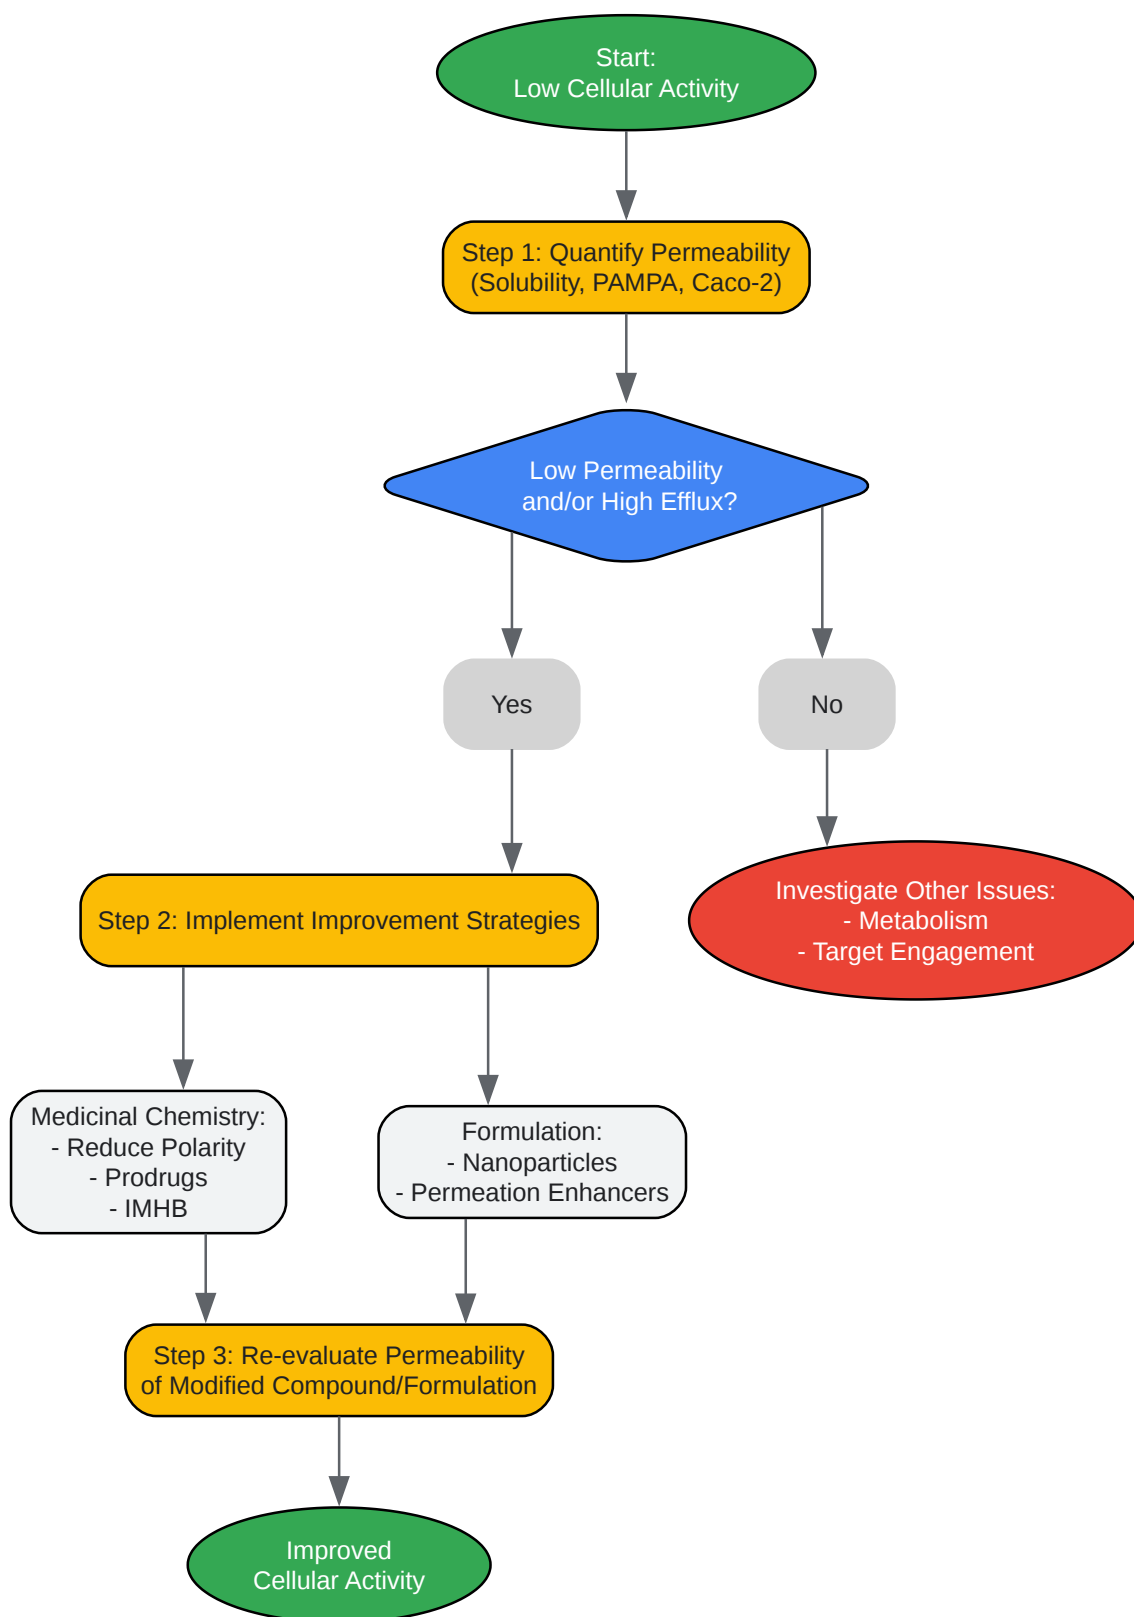 Start:
Low Cellular Activity
Step 1: Quantify Permeability
(Solubility, PAMPA, Caco-2)
Low Permeability
and/or High Efflux?
Yes
No
Investigate Other Issues:
- Metabolism
- Target Engagement
Step 2: Implement Improvement Strategies
Medicinal Chemistry:
- Reduce Polarity
- Prodrugs
- IMHB
Formulation:
- Nanoparticles
- Permeation Enhancers
Step 3: Re-evaluate Permeability
of Modified Compound/Formulation
Improved
Cellular Activity